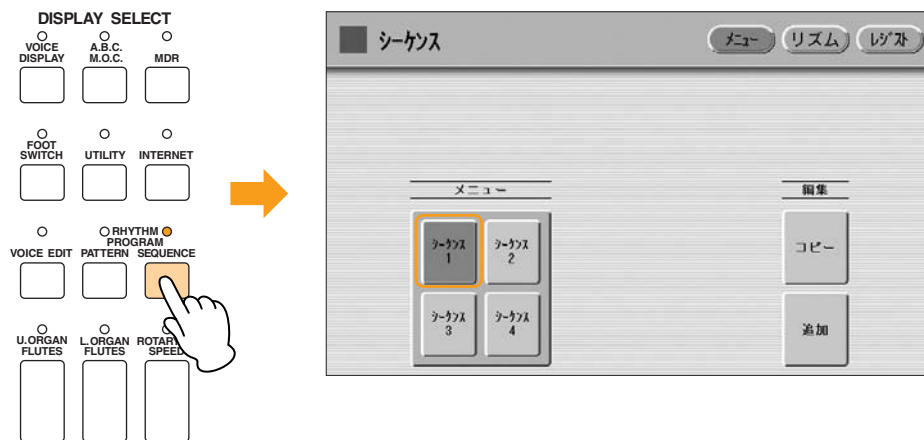 DISPLAY SELECT
VOICE
DISPLAY
A.B.C.
M.O.C.
MDR
FOOT
SWITCH
UTILITY
INTERNET
VOICE EDIT
RHYTHM
PROGRAM
PATTERN
SEQUENCE
U.ORGAN
FLUTES
L.ORGAN
FLUTES
ROTARY
SPEED
シーケンス
メニュー
リズム
レジスト
メニュー
シーケンス
1
シーケンス
2
シーケンス
3
シーケンス
4
編集
コピー
追加